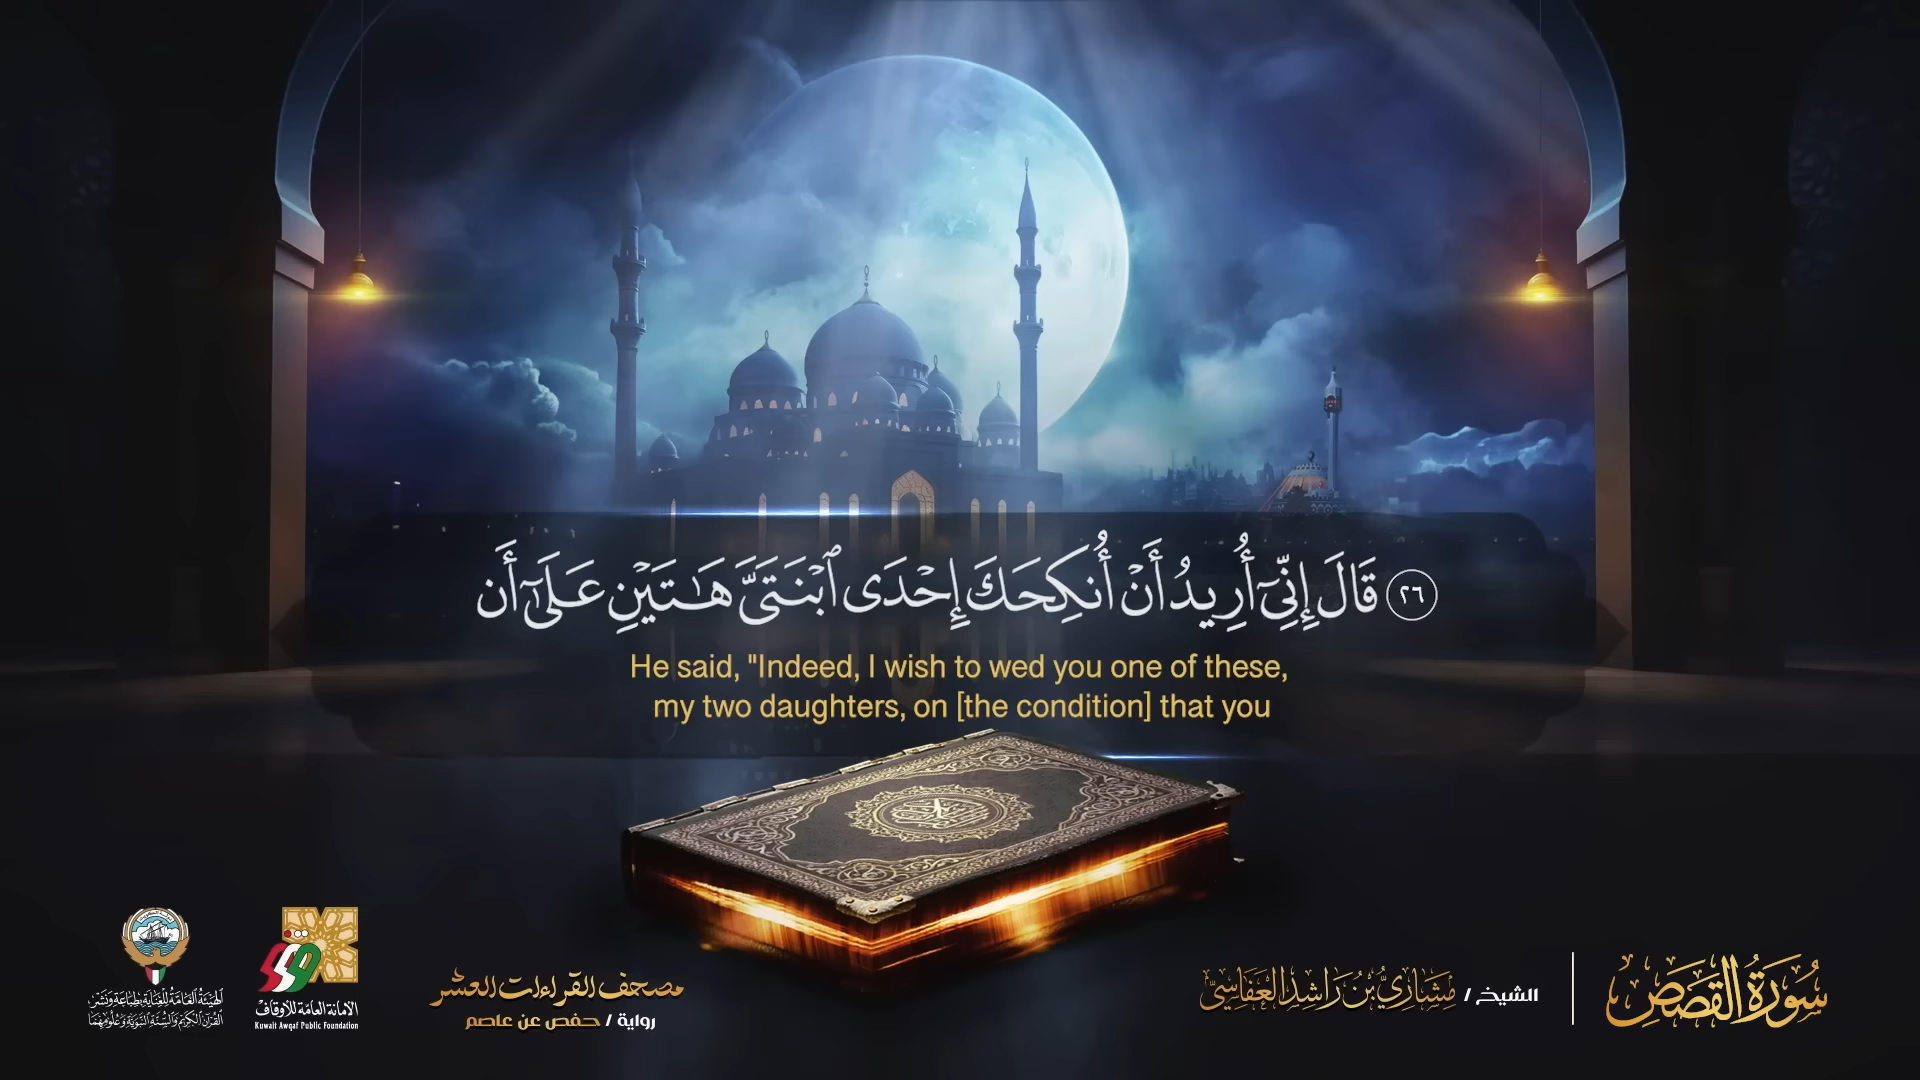 ٢٦ قَالَ إِنِّىٓ أُرِيدُ أَنْ أُنكِحَكَ إِحْدَى ٱبْنَتَىَّ هَـٰتَيْنِ عَلَىٰٓ أَن
He said, "Indeed, I wish to wed you one of these,
my two daughters, on [the condition] that you
الهيئة العامة للعناية بطباعة ونشر
القرآن الكريم والسنة النبوية وعلومهما
الأمانة العامة للأوقاف
Kuwait Awqaf Public Foundation
مصحف القراءات العشر
رواية / حفص عن عاصم
الشيخ / مشاري بن راشد العفاسي
سورة القصص